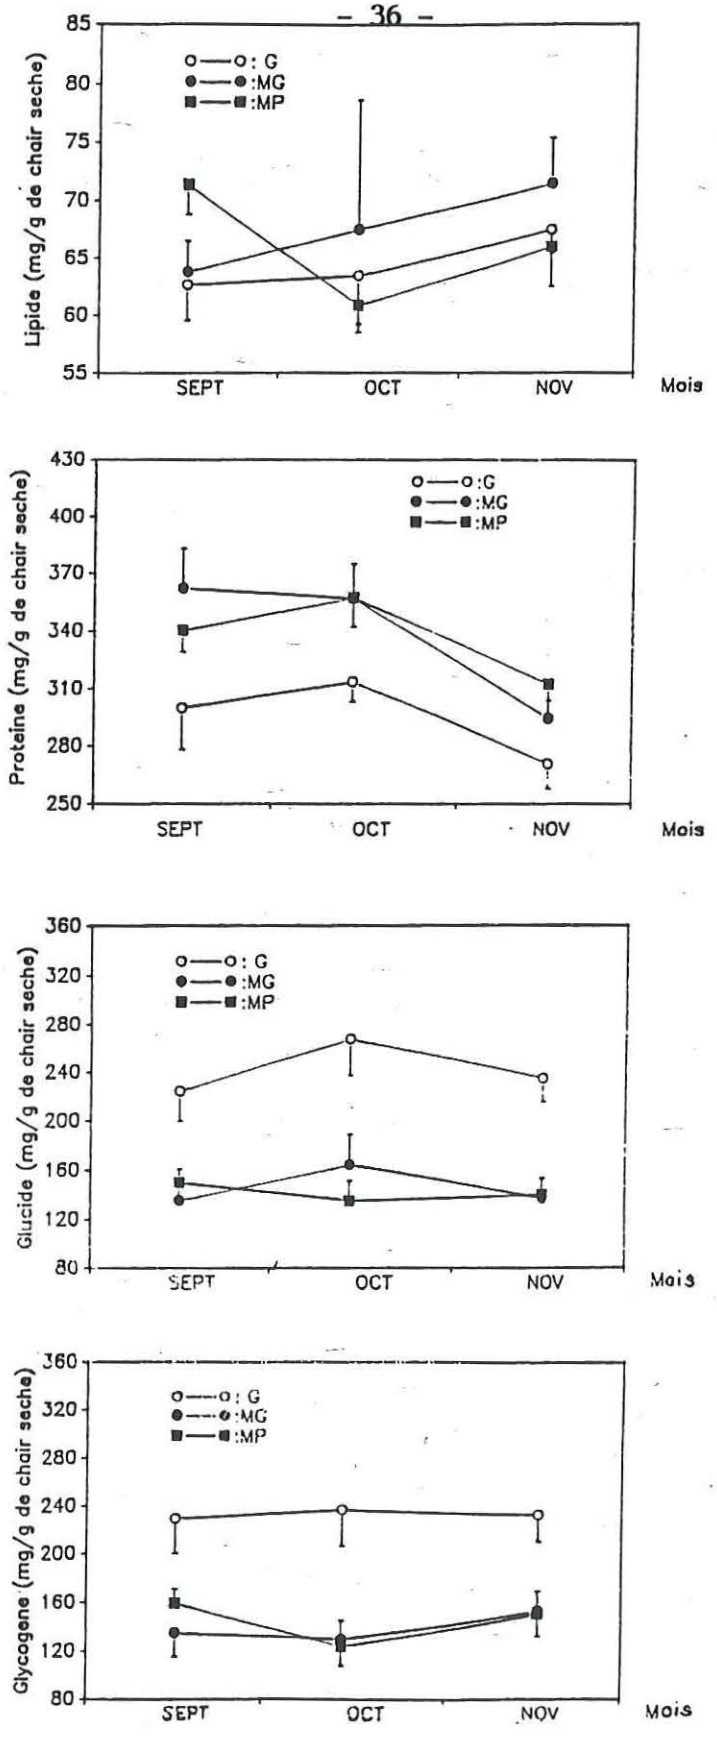 – 36 –
85
○—○: G
●—●:MG
■—■:MP
80
75
70
65
60
55
Lipide (mg/g de chair seche)
SEPT OCT NOV Mois
430
○—○:G
●—●:MG
■—■:MP
400
370
340
310
280
250
Proteine (mg/g de chair seche)
SEPT OCT NOV Mois
360
○—○: G
●—●:MG
■—■:MP
320
280
240
200
160
120
80
Glucide (mg/g de chair seche)
SEPT OCT NOV Mois
360
○—○: G
●—●:MG
■—■:MP
320
280
240
200
160
120
80
Glycogene (mg/g de chair seche)
SEPT OCT NOV Mois